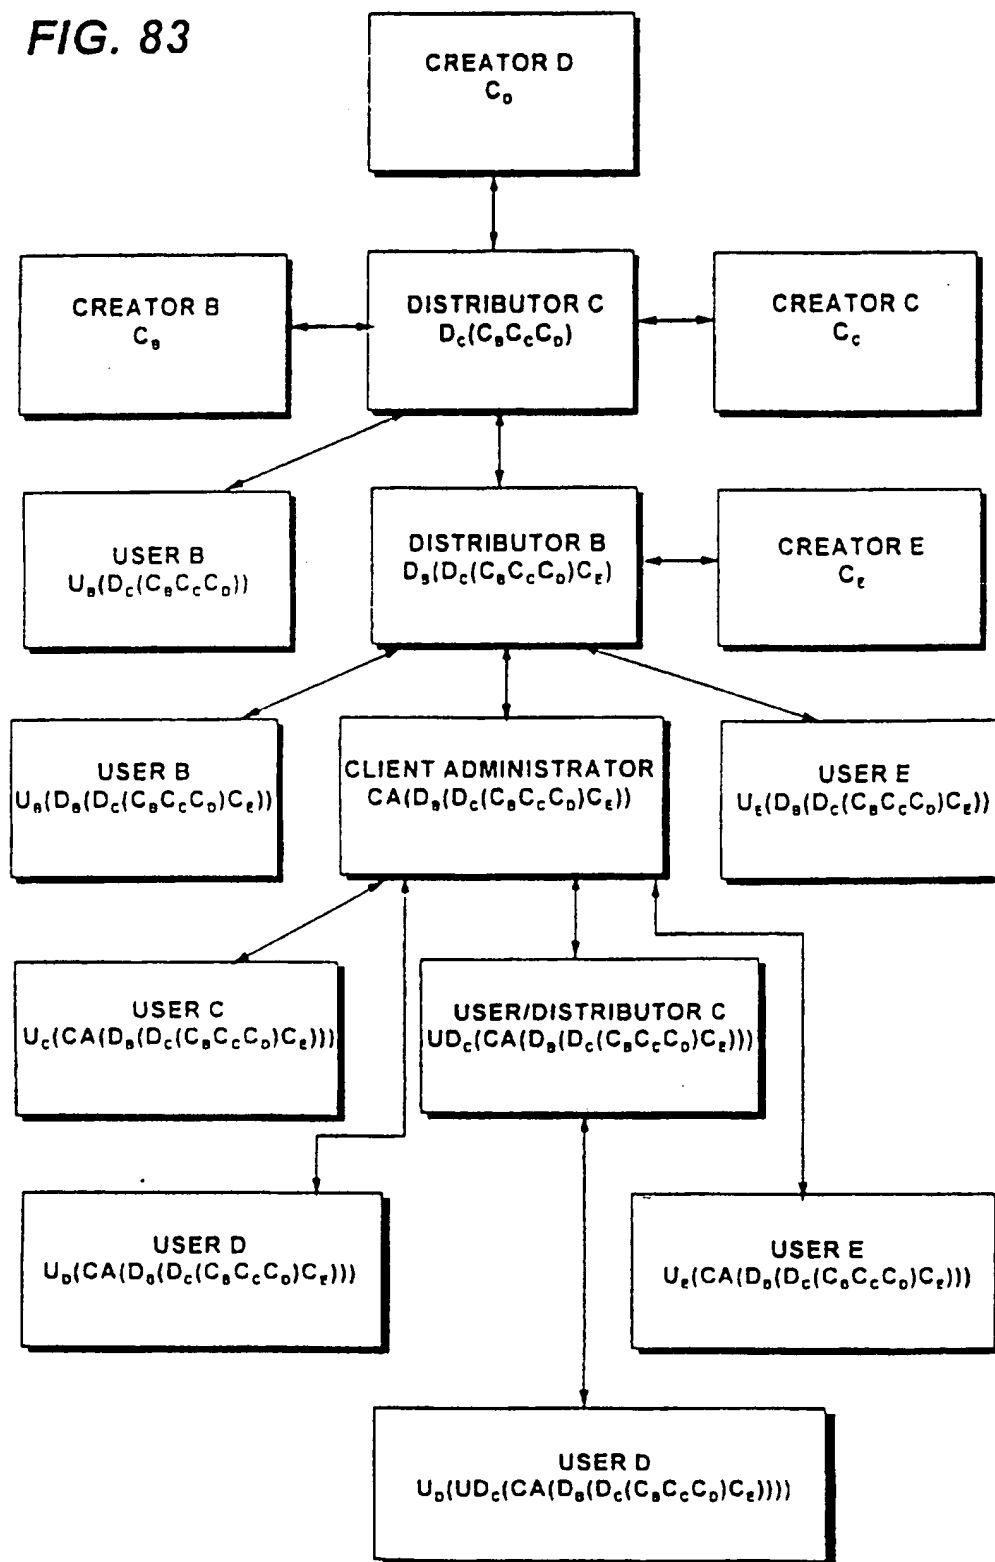 FIG. 83
CREATOR D
C_D
CREATOR B
C_B
DISTRIBUTOR C
D_C(C_BC_CC_D)
CREATOR C
C_C
USER B
U_B(D_C(C_BC_CC_D))
DISTRIBUTOR B
D_B(D_C(C_BC_CC_D)C_E)
CREATOR E
C_E
USER B
U_B(D_B(D_C(C_BC_CC_D)C_E))
CLIENT ADMINISTRATOR
CA(D_B(D_C(C_BC_CC_D)C_E))
USER E
U_E(D_B(D_C(C_BC_CC_D)C_E))
USER C
U_C(CA(D_B(D_C(C_BC_CC_D)C_E)))
USER/DISTRIBUTOR C
UD_C(CA(D_B(D_C(C_BC_CC_D)C_E)))
USER D
U_D(CA(D_B(D_C(C_BC_CC_D)C_E)))
USER E
U_E(CA(D_B(D_C(C_BC_CC_D)C_E)))
USER D
U_D(UD_C(CA(D_B(D_C(C_BC_CC_D)C_E))))